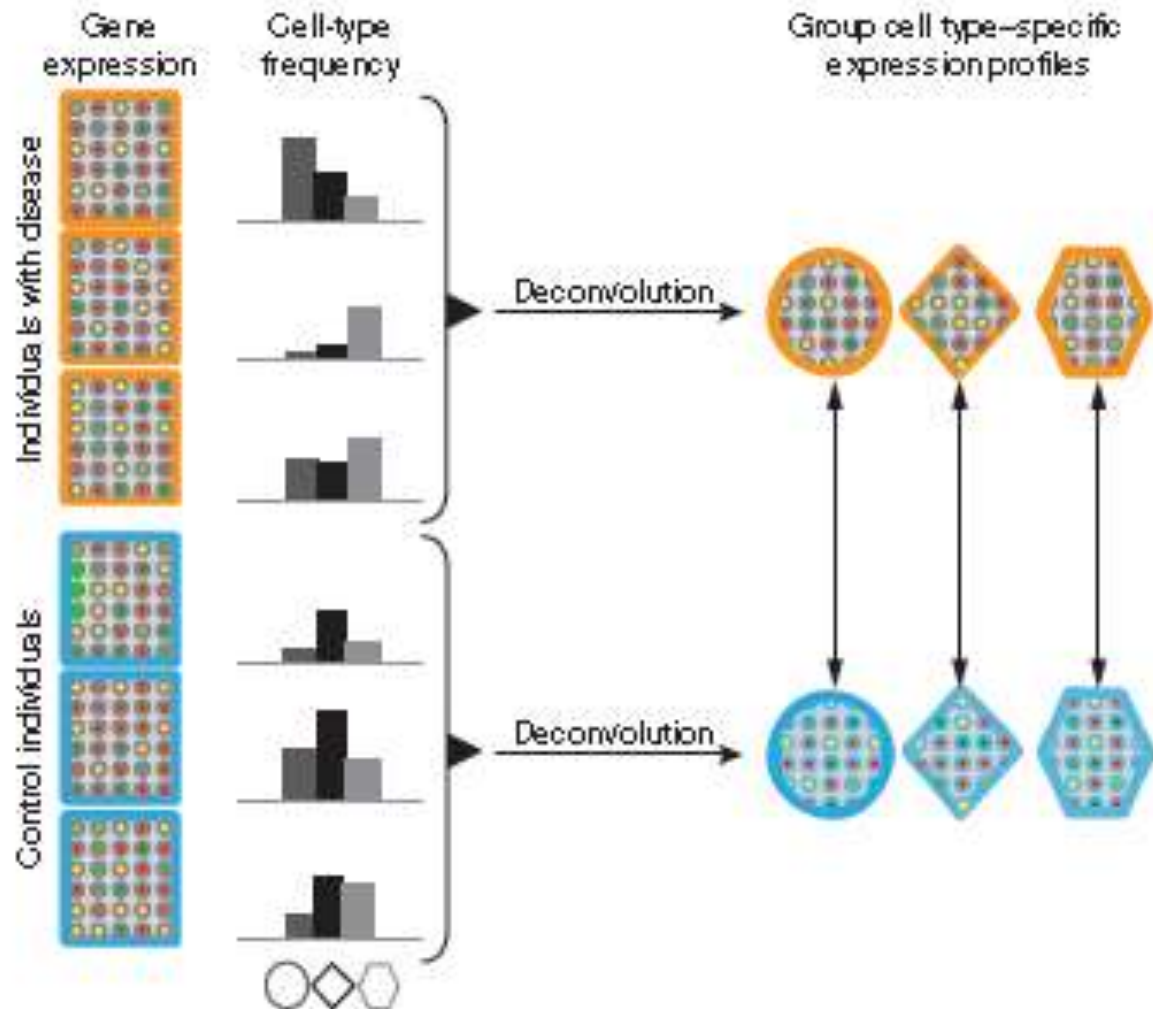 Gene
expression
Cell-type
frequency
Group cell type–specific
expression profiles
Individuals with disease
Deconvolution
Control individuals
Deconvolution